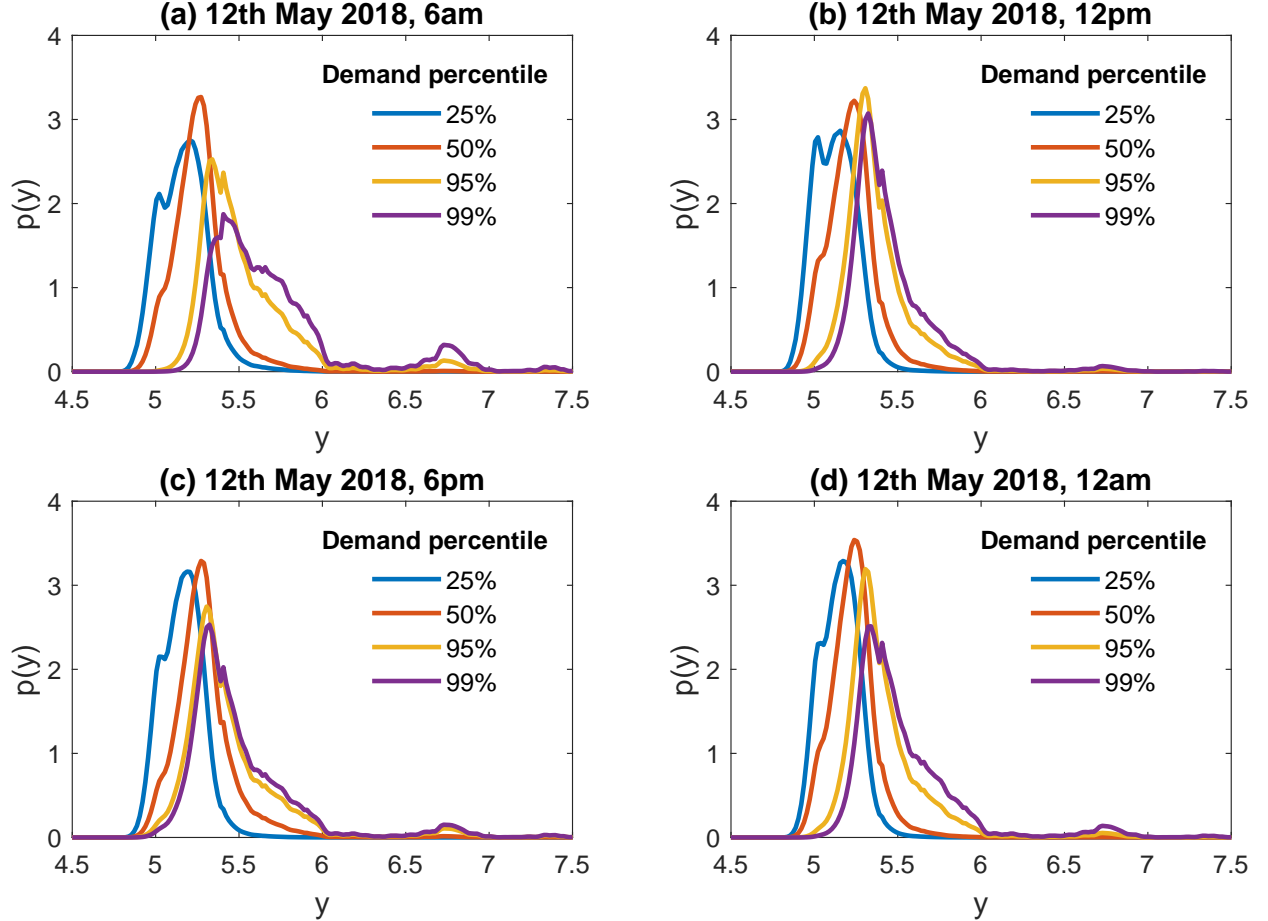 (a) 12th May 2018, 6am
4
3
2
1
0
p(y)
Demand percentile
25%
50%
95%
99%
4.5 5 5.5 6 6.5 7 7.5
y
(b) 12th May 2018, 12pm
4
3
2
1
0
p(y)
Demand percentile
25%
50%
95%
99%
4.5 5 5.5 6 6.5 7 7.5
y
(c) 12th May 2018, 6pm
4
3
2
1
0
p(y)
Demand percentile
25%
50%
95%
99%
4.5 5 5.5 6 6.5 7 7.5
y
(d) 12th May 2018, 12am
4
3
2
1
0
p(y)
Demand percentile
25%
50%
95%
99%
4.5 5 5.5 6 6.5 7 7.5
y